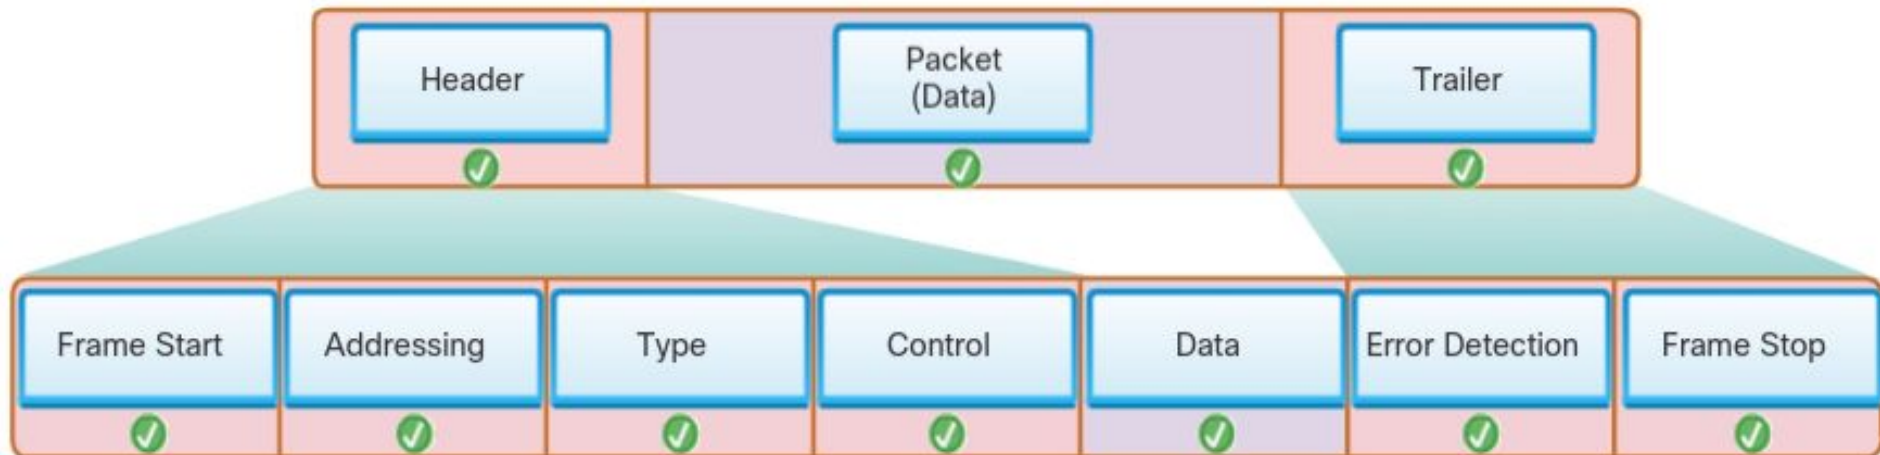 Header
Packet
(Data)
Trailer
Frame Start
Addressing
Type
Control
Data
Error Detection
Frame Stop